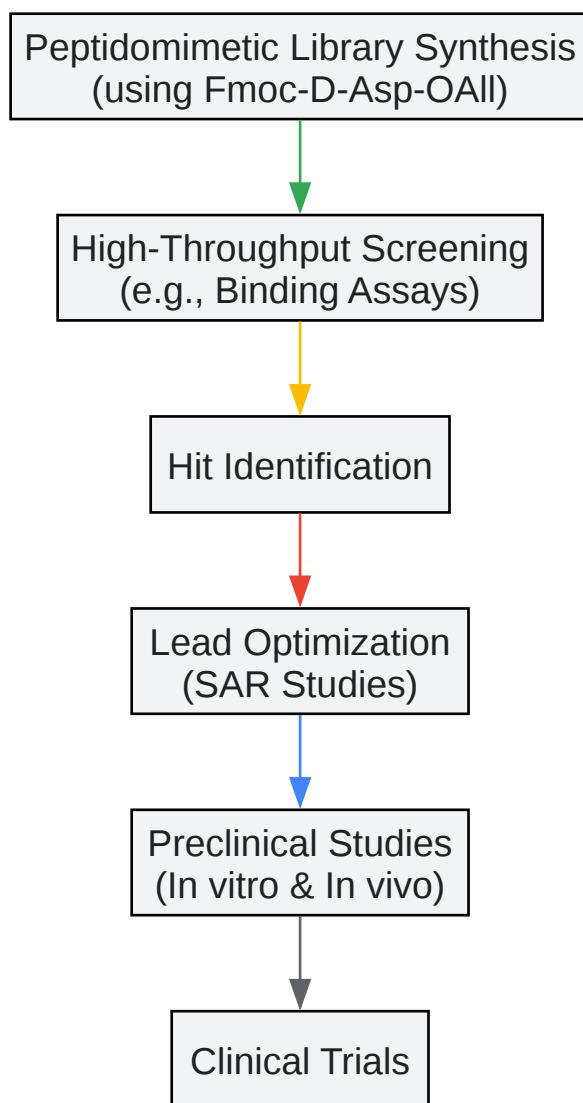 Peptidomimetic Library Synthesis
(using Fmoc-D-Asp-OAll)
High-Throughput Screening
(e.g., Binding Assays)
Hit Identification
Lead Optimization
(SAR Studies)
Preclinical Studies
(In vitro & In vivo)
Clinical Trials